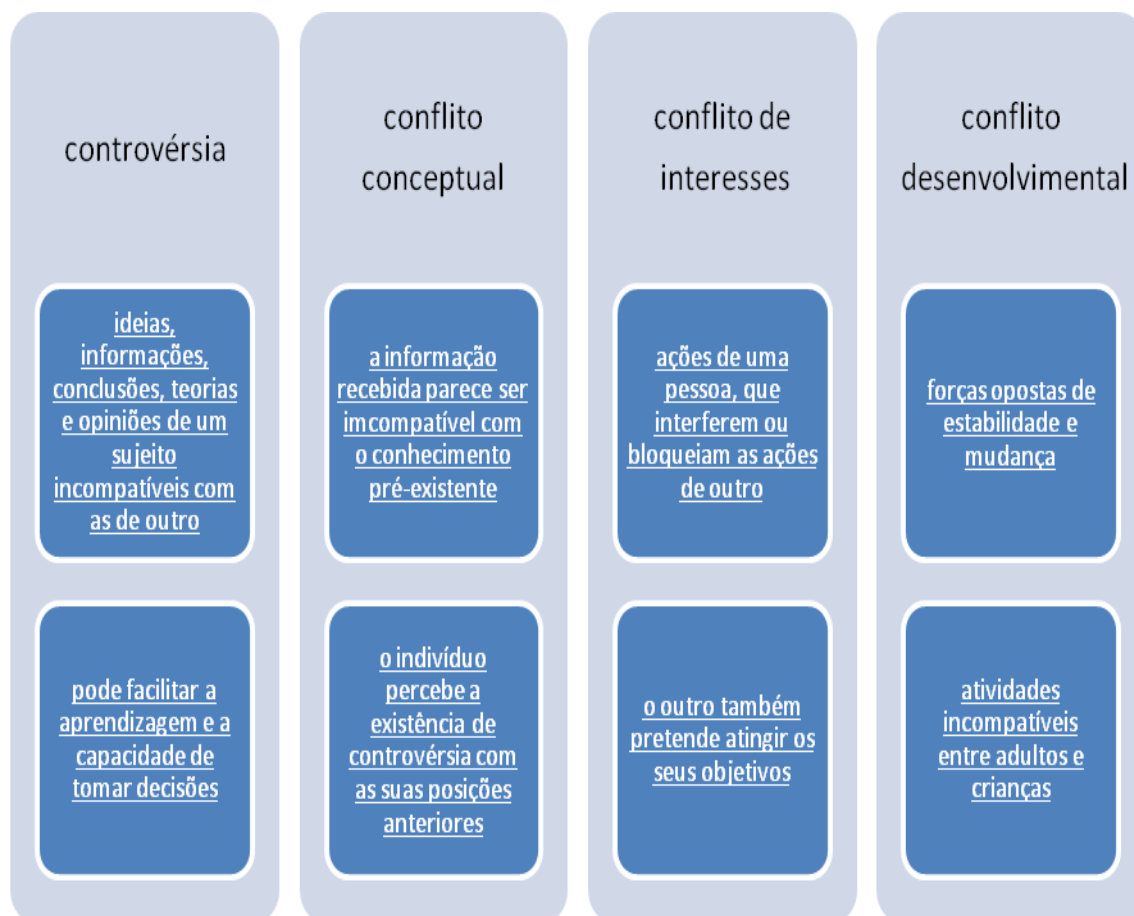 controvérsia
ideias,
informações,
conclusões, teorias
e opiniões de um
sujeito
incompatíveis com
as de outro
pode facilitar a
aprendizagem e a
capacidade de
tomar decisões
conflito
conceptual
a informação
recebida parece ser
imcompatível com
o conhecimento
pré-existente
o indivíduo
percebe a
existência de
controvérsia com
as suas posições
anteriores
conflito de
interesses
ações de uma
pessoa, que
interferem ou
bloqueiam as ações
de outro
o outro também
pretende atingir os
seus objetivos
conflito
desenvolvimental
forças opostas de
estabilidade e
mudança
atividades
incompatíveis
entre adultos e
crianças